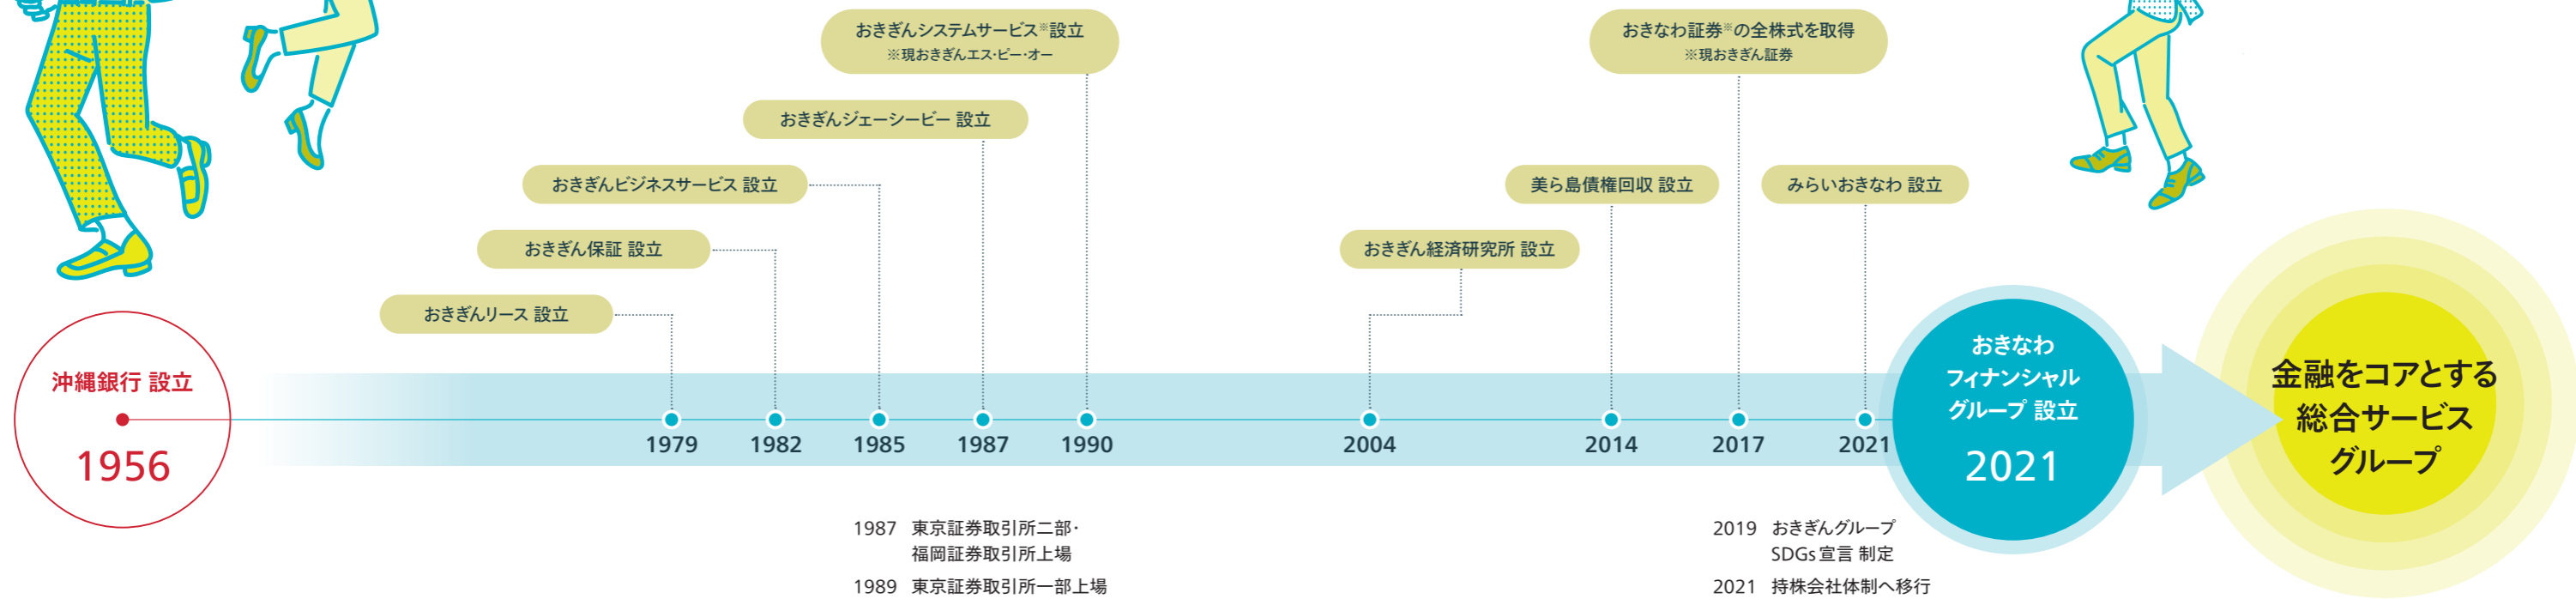 おきぎんシステムサービス※設立
※現おきぎんエス・ピー・オー
おきなわ証券※の全株式を取得
※現おきぎん証券
おきぎんジェーシービー 設立
おきぎんビジネスサービス 設立
美ら島債権回収 設立
みらいおきなわ 設立
おきぎん保証 設立
おきぎん経済研究所 設立
おきぎんリース 設立
沖縄銀行 設立
1956
1979
1982
1985
1987
1990
2004
2014
2017
2021
おきなわ
フィナンシャル
グループ 設立
2021
金融をコアとする
総合サービス
グループ
1987 東京証券取引所二部・
福岡証券取引所上場
1989 東京証券取引所一部上場
2019 おきぎんグループ
SDGs宣言 制定
2021 持株会社体制へ移行